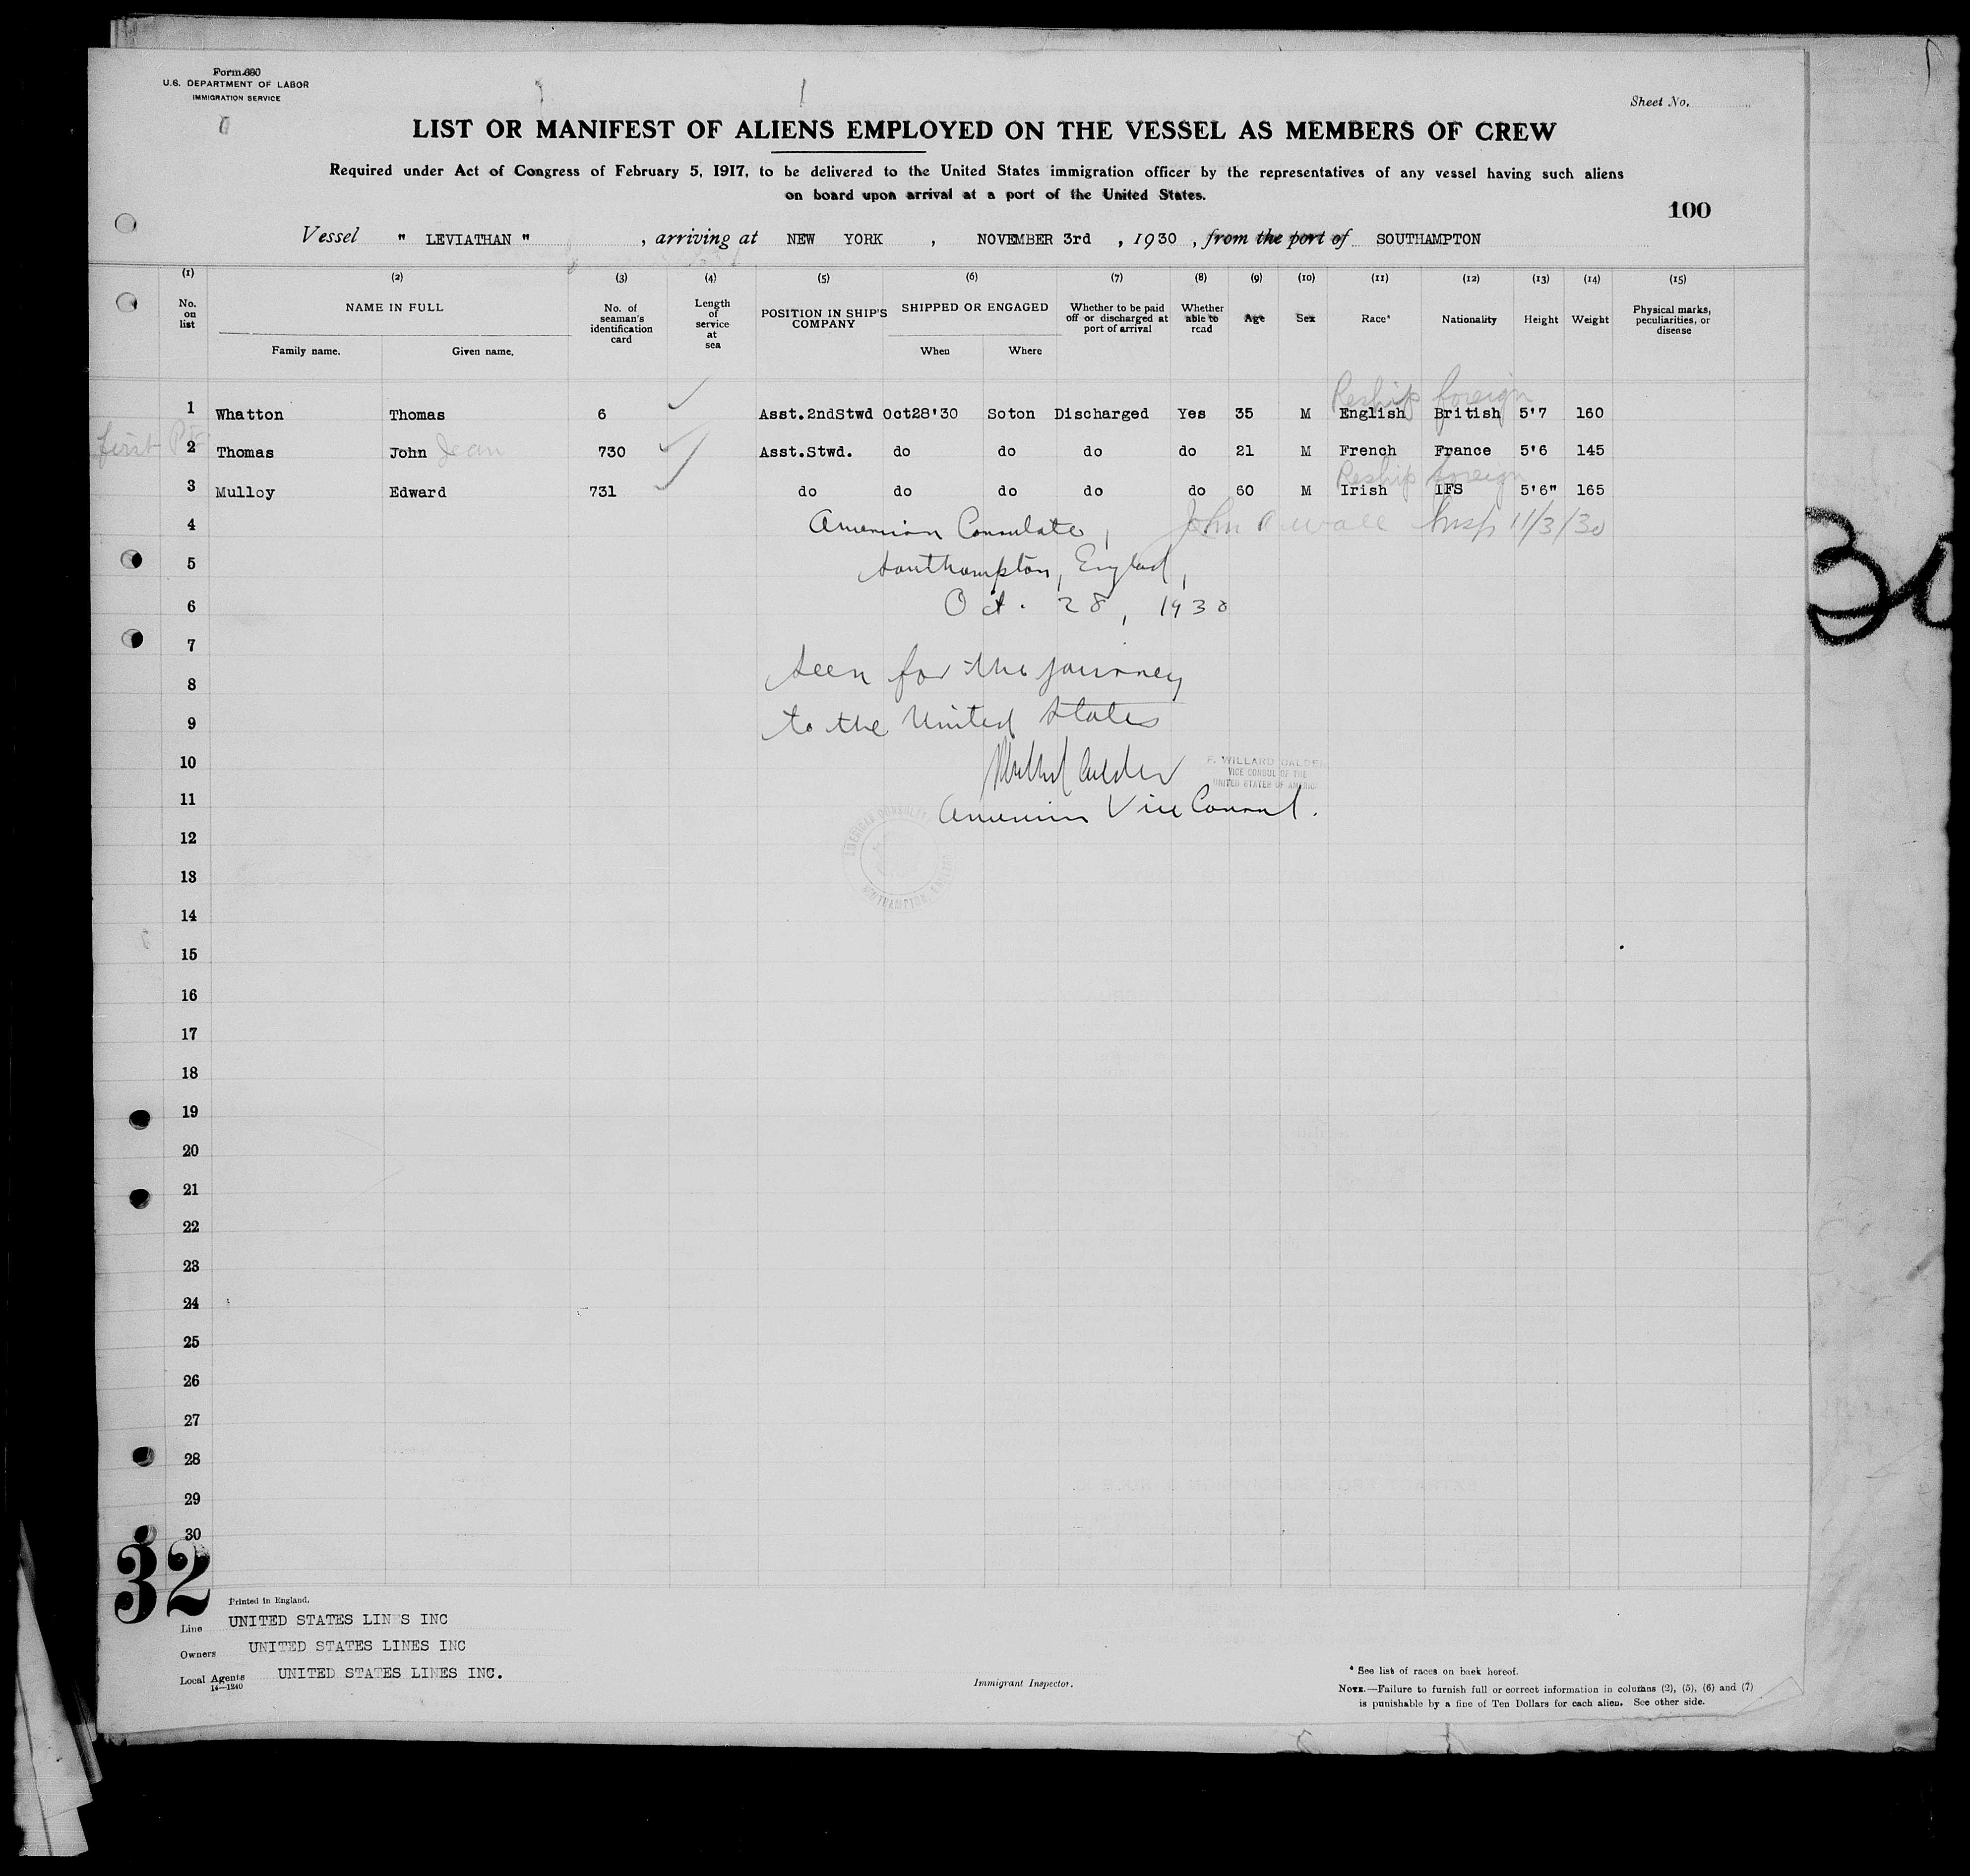 Form 680
U.S. DEPARTMENT OF LABOR
IMMIGRATION SERVICE
Sheet No.
LIST OR MANIFEST OF ALIENS EMPLOYED ON THE VESSEL AS MEMBERS OF CREW
Required under Act of Congress of February 5, 1917, to be delivered to the United States immigration officer by the representatives of any vessel having such aliens
on board upon arrival at a port of the United States.
100
Vessel " LEVIATHAN " , arriving at NEW YORK , NOVEMBER 3rd , 1930 , from the port of SOUTHAMPTON
(1) (2) (3) (4) (5) (6) (7) (8) (9) (10) (11) (12) (13) (14) (15)
No. on list
NAME IN FULL
Family name. Given name.
No. of seaman's identification card
Length of service at sea
POSITION IN SHIP'S COMPANY
SHIPPED OR ENGAGED
When Where
Whether to be paid off or discharged at port of arrival
Whether able to read
Age
Sex
Race*
Nationality
Height
Weight
Physical marks, peculiarities, or disease
Reship foreign
1 Whatton Thomas 6 Asst.2ndStwd Oct28'30 Soton Discharged Yes 35 M English British 5'7 160
first 2 Thomas John Jean 730 Asst.Stwd. do do do do 21 M French France 5'6 145
Reship foreign
3 Mulloy Edward 731 do do do do do 60 M Irish IFS 5'6" 165
4 American Consulate, John Insp 11/3/30
5 Southampton, England,
6 Oct. 28, 1930
7
8 Seen for the journey
9 to the United States
10 F. WILLARD CALDER
VICE CONSUL OF THE
UNITED STATES OF AMERICA
11 American Vice Consul.
AMERICAN CONSULATE
SOUTHAMPTON, ENGLAND
12
13
14
15
16
17
18
19
20
21
22
23
24
25
26
27
28
29
30
32
Printed in England.
Line UNITED STATES LINES INC
Owners UNITED STATES LINES INC
Local Agents UNITED STATES LINES INC.
14—1240
Immigrant Inspector.
* See list of races on back hereof.
NOTE.—Failure to furnish full or correct information in columns (2), (5), (6) and (7)
is punishable by a fine of Ten Dollars for each alien. See other side.